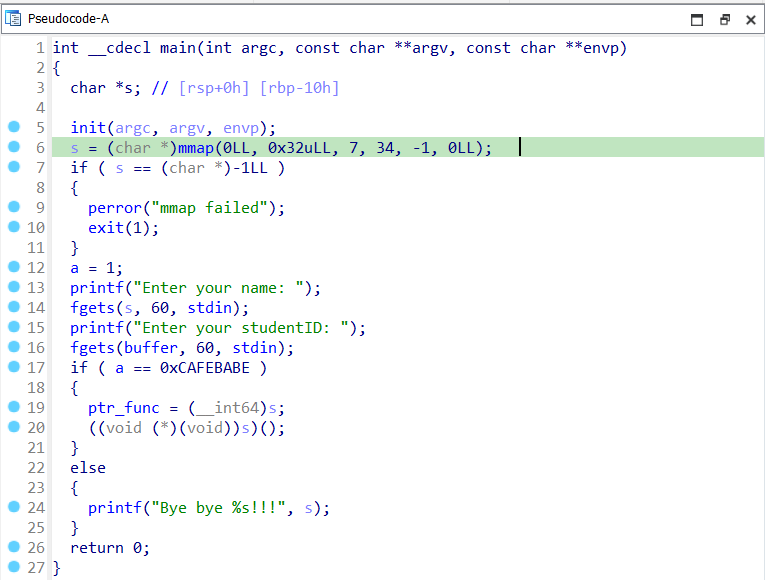 Pseudocode-A
1 int __cdecl main(int argc, const char **argv, const char **envp)
2 {
3   char *s; // [rsp+0h] [rbp-10h]
4
5   init(argc, argv, envp);
6   s = (char *)mmap(0LL, 0x32uLL, 7, 34, -1, 0LL);
7   if ( s == (char *)-1LL )
8   {
9     perror("mmap failed");
10     exit(1);
11   }
12   a = 1;
13   printf("Enter your name: ");
14   fgets(s, 60, stdin);
15   printf("Enter your studentID: ");
16   fgets(buffer, 60, stdin);
17   if ( a == 0xCAFEBABE )
18   {
19     ptr_func = (__int64)s;
20     ((void (*)(void))s)();
21   }
22   else
23   {
24     printf("Bye bye %s!!!", s);
25   }
26   return 0;
27 }